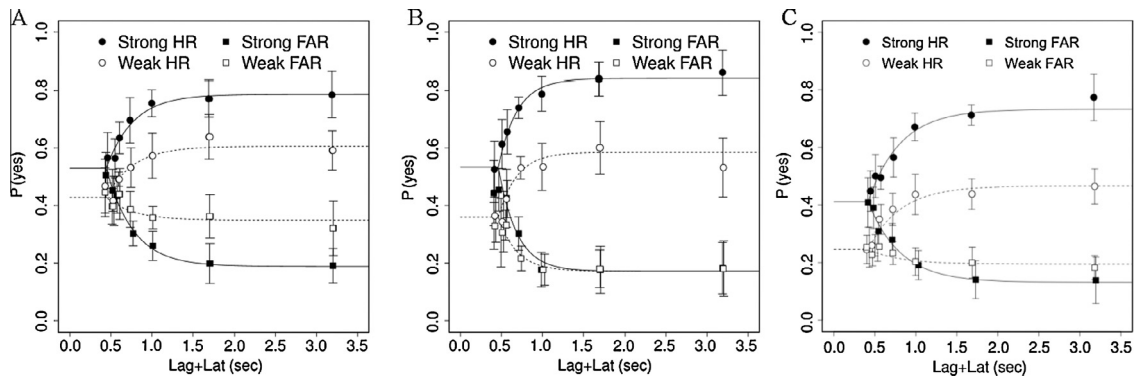 A
Strong HR Strong FAR
Weak HR Weak FAR
P (yes)
1.0
0.8
0.6
0.4
0.2
0.0
0.0 0.5 1.0 1.5 2.0 2.5 3.0 3.5
Lag+Lat (sec)
B
Strong HR Strong FAR
Weak HR Weak FAR
P (yes)
1.0
0.8
0.6
0.4
0.2
0.0
0.0 0.5 1.0 1.5 2.0 2.5 3.0 3.5
Lag+Lat (sec)
C
Strong HR Strong FAR
Weak HR Weak FAR
P (yes)
1.0
0.8
0.6
0.4
0.2
0.0
0.0 0.5 1.0 1.5 2.0 2.5 3.0 3.5
Lag+Lat (sec)